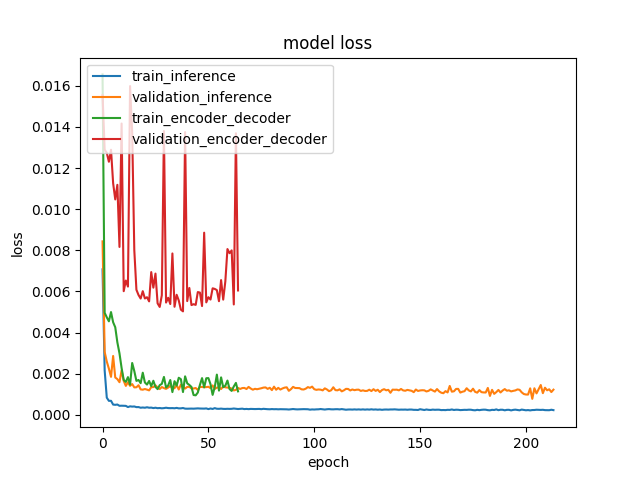 model loss
train_inference
validation_inference
train_encoder_decoder
validation_encoder_decoder
0.016
0.014
0.012
0.010
0.008
0.006
0.004
0.002
0.000
loss
0
50
100
150
200
epoch